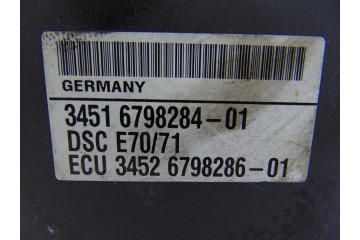 GERMANY
3451 6798284-01
DSC E70/71
ECU 3452 6798286-01